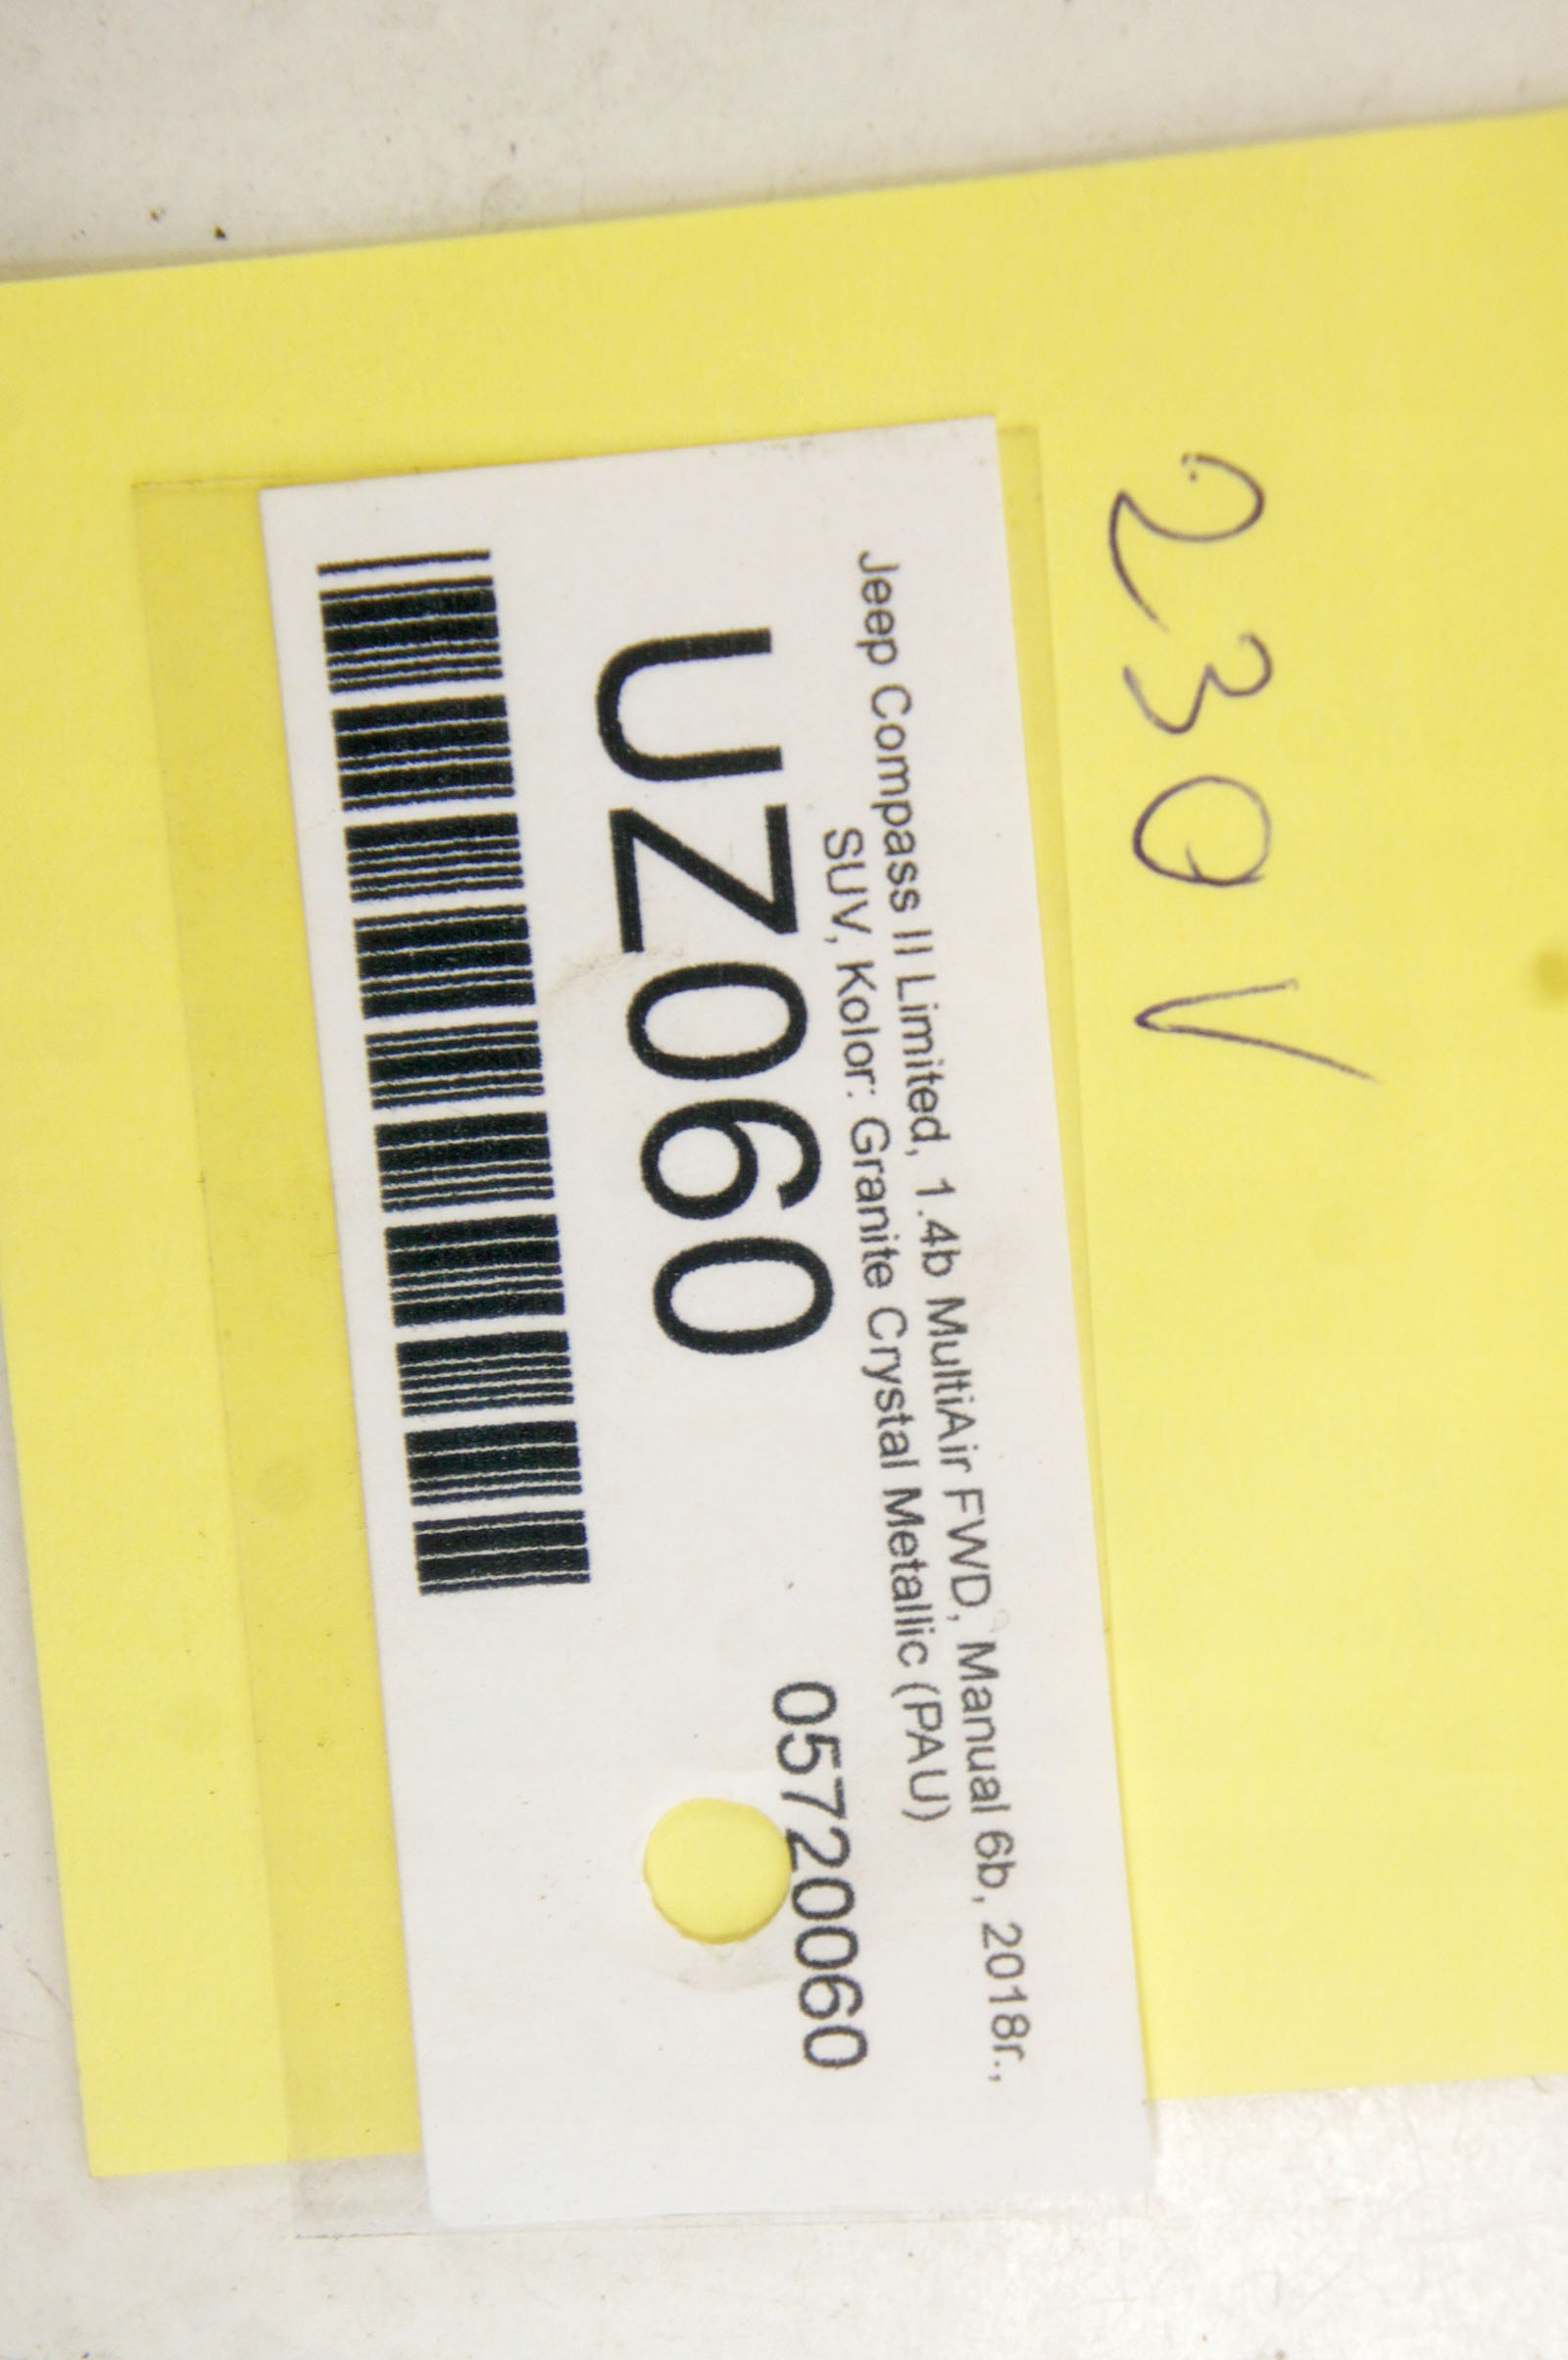 230V
Jeep Compass II Limited, 1.4b MultiAir FWD, Manual 6b, 2018r.,
SUV, Kolor: Granite Crystal Metallic (PAU)
UZ060
05720060